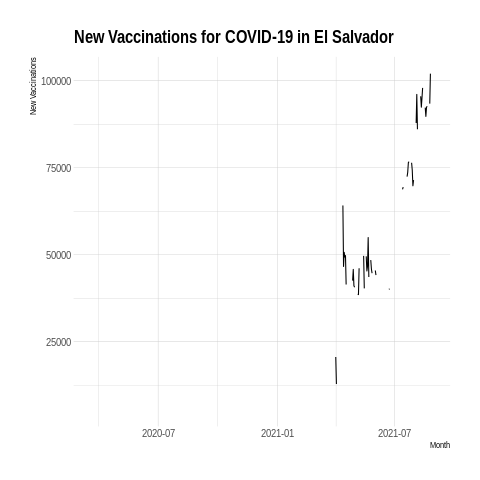 New Vaccinations for COVID-19 in El Salvador
New Vaccinations
100000
75000
50000
25000
2020-07
2021-01
2021-07
Month